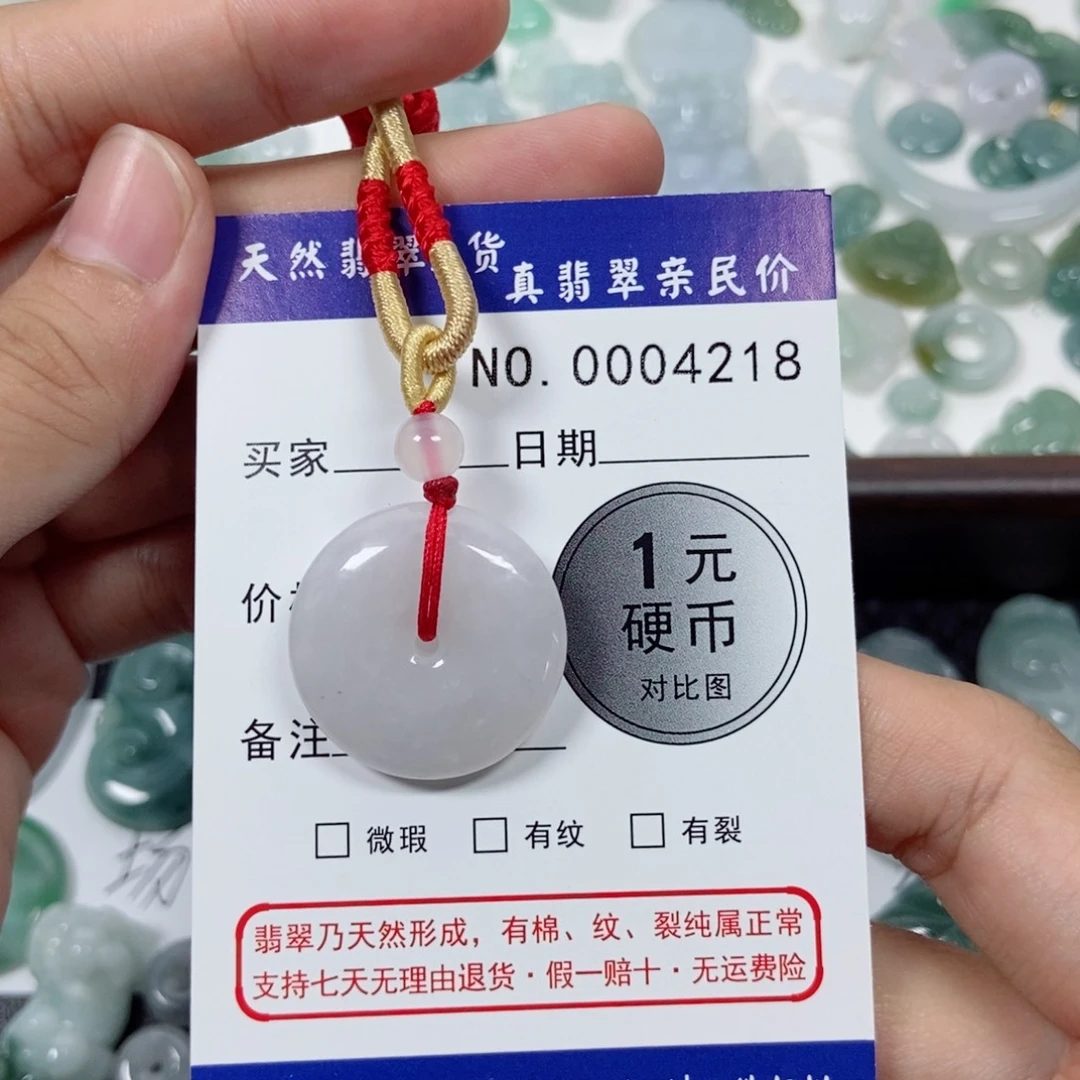 天然翡翠 货
真翡翠亲民价
NO. 0004218
买家 日期
1元
硬币
对比图
价
备注
微瑕 有纹 有裂
翡翠乃天然形成，有棉、纹、裂纯属正常
支持七天无理由退货·假一赔十·无运费险